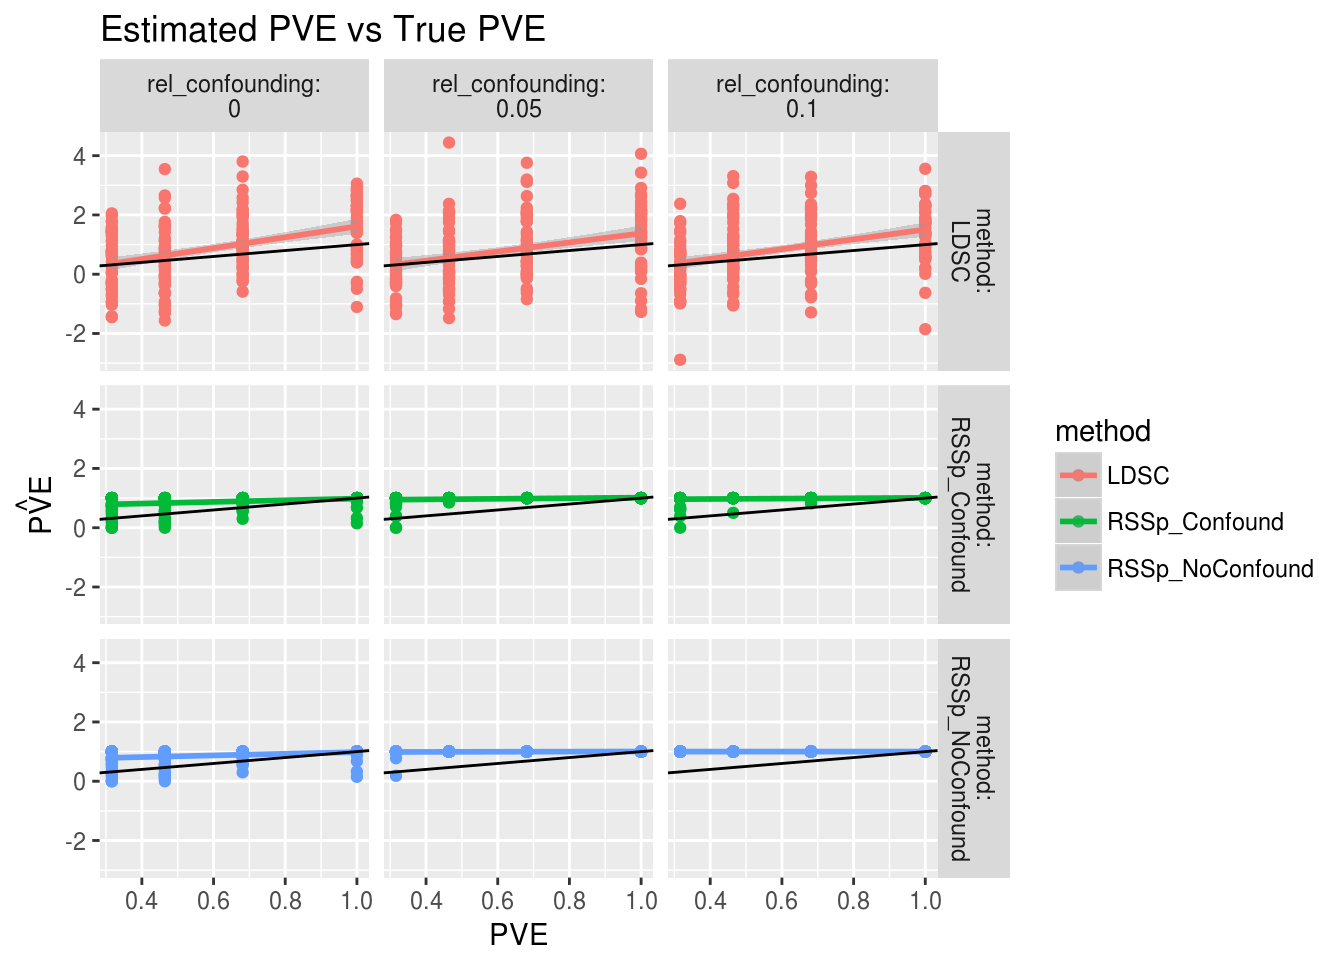 Estimated PVE vs True PVE
rel_confounding:
0
rel_confounding:
0.05
rel_confounding:
0.1
4
2
0
-2
method:
LDSC
4
2
0
-2
method:
RSSp_Confound
4
2
0
-2
method:
RSSp_NoConfound
PV̂E
0.4 0.6 0.8 1.0
0.4 0.6 0.8 1.0
0.4 0.6 0.8 1.0
PVE
method
LDSC
RSSp_Confound
RSSp_NoConfound